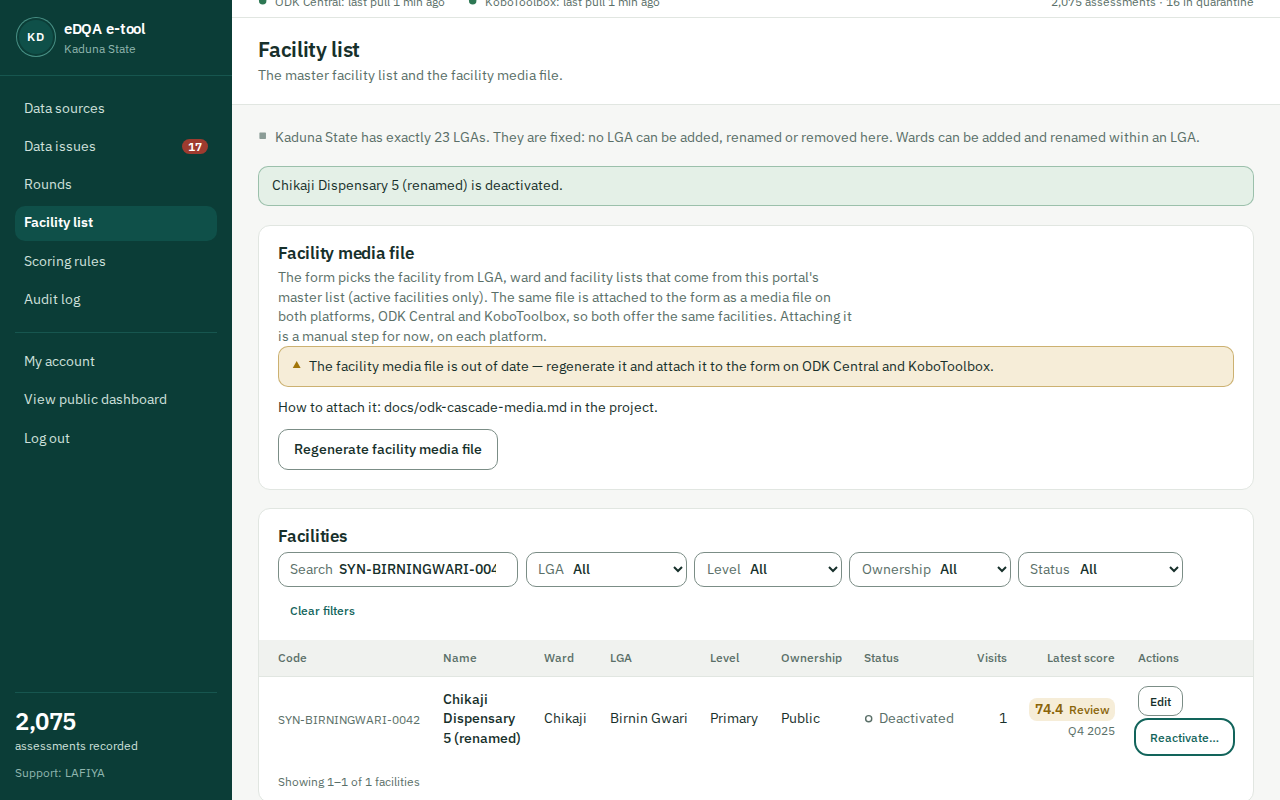 KD
eDQA e-tool
Kaduna State
Data sources
Data issues 17
Rounds
Facility list
Scoring rules
Audit log
My account
View public dashboard
Log out
2,075
assessments recorded
Support: LAFIYA
ODK Central: last pull 1 min ago KoboToolbox: last pull 1 min ago 2,075 assessments · 16 in quarantine
Facility list
The master facility list and the facility media file.
Kaduna State has exactly 23 LGAs. They are fixed: no LGA can be added, renamed or removed here. Wards can be added and renamed within an LGA.
Chikaji Dispensary 5 (renamed) is deactivated.
Facility media file
The form picks the facility from LGA, ward and facility lists that come from this portal's
master list (active facilities only). The same file is attached to the form as a media file on
both platforms, ODK Central and KoboToolbox, so both offer the same facilities. Attaching it
is a manual step for now, on each platform.
The facility media file is out of date — regenerate it and attach it to the form on ODK Central and KoboToolbox.
How to attach it: docs/odk-cascade-media.md in the project.
Regenerate facility media file
Facilities
Search SYN-BIRNINGWARI-004 LGA All Level All Ownership All Status All
Clear filters
Code Name Ward LGA Level Ownership Status Visits Latest score Actions
SYN-BIRNINGWARI-0042 Chikaji Dispensary 5 (renamed) Chikaji Birnin Gwari Primary Public Deactivated 1 74.4 Review Q4 2025 Edit Reactivate...
Showing 1–1 of 1 facilities